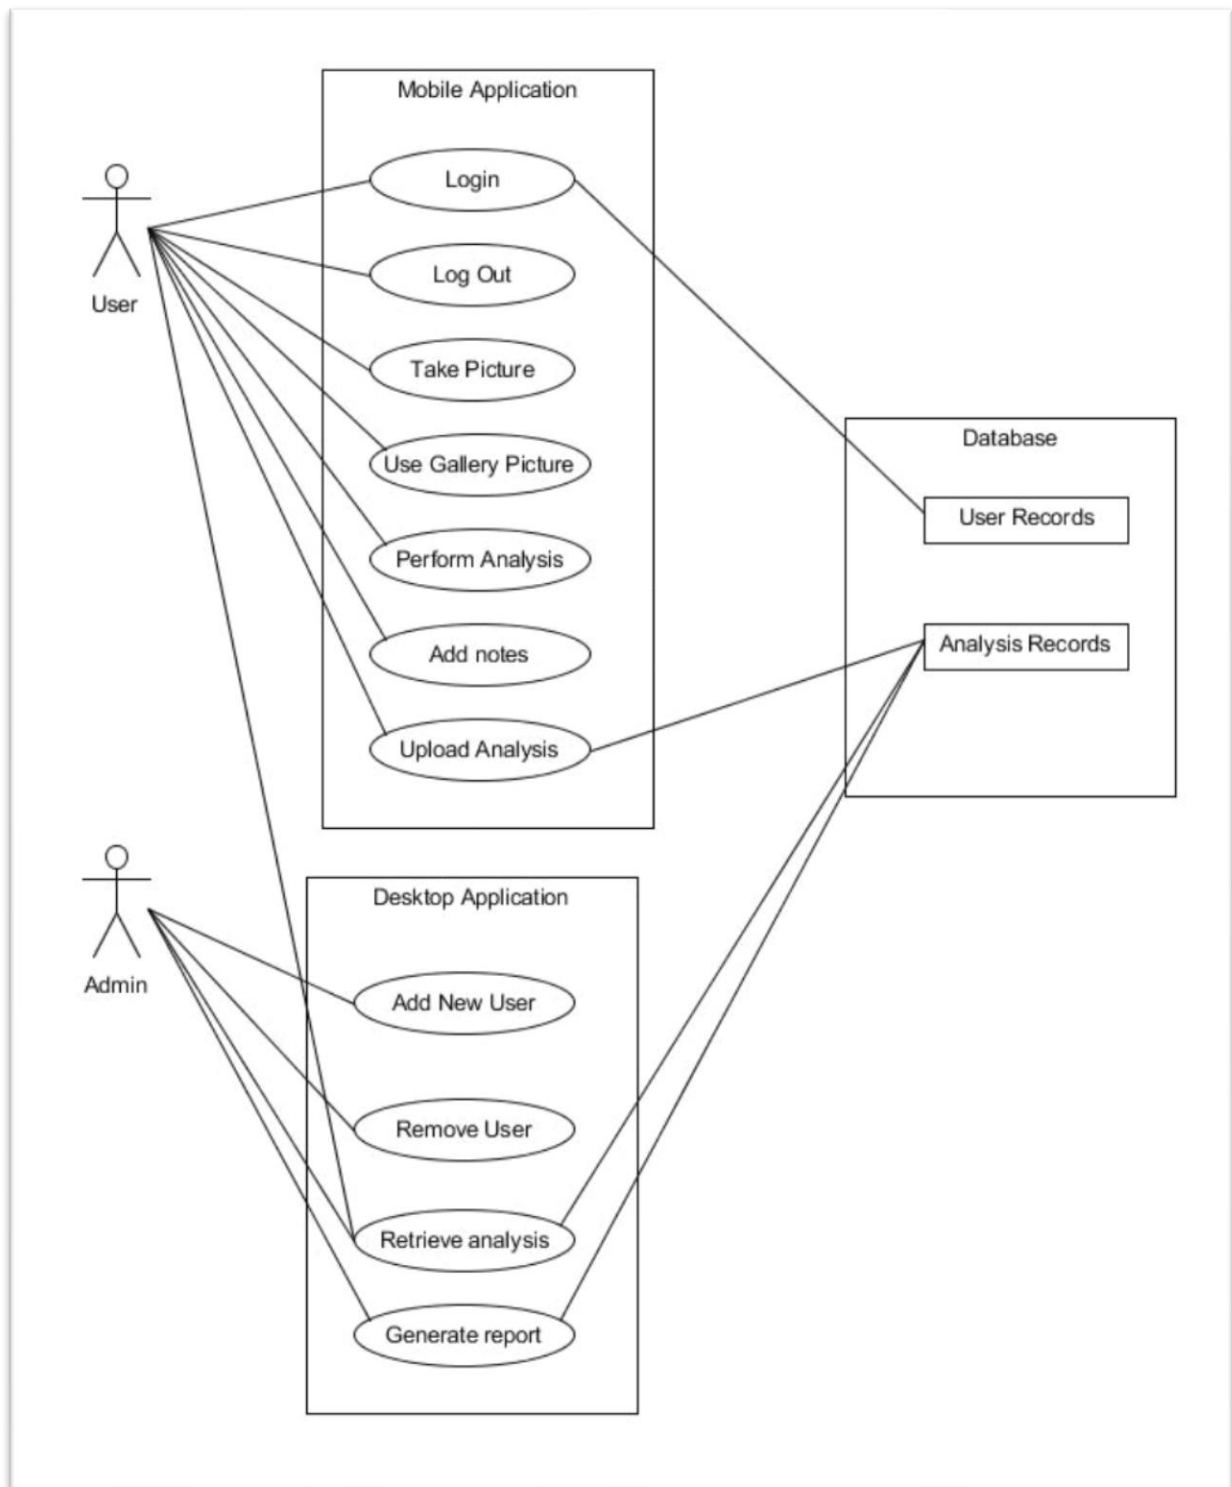 Mobile Application
Login
Log Out
Take Picture
Use Gallery Picture
Perform Analysis
Add notes
Upload Analysis
User
Database
User Records
Analysis Records
Admin
Desktop Application
Add New User
Remove User
Retrieve analysis
Generate report